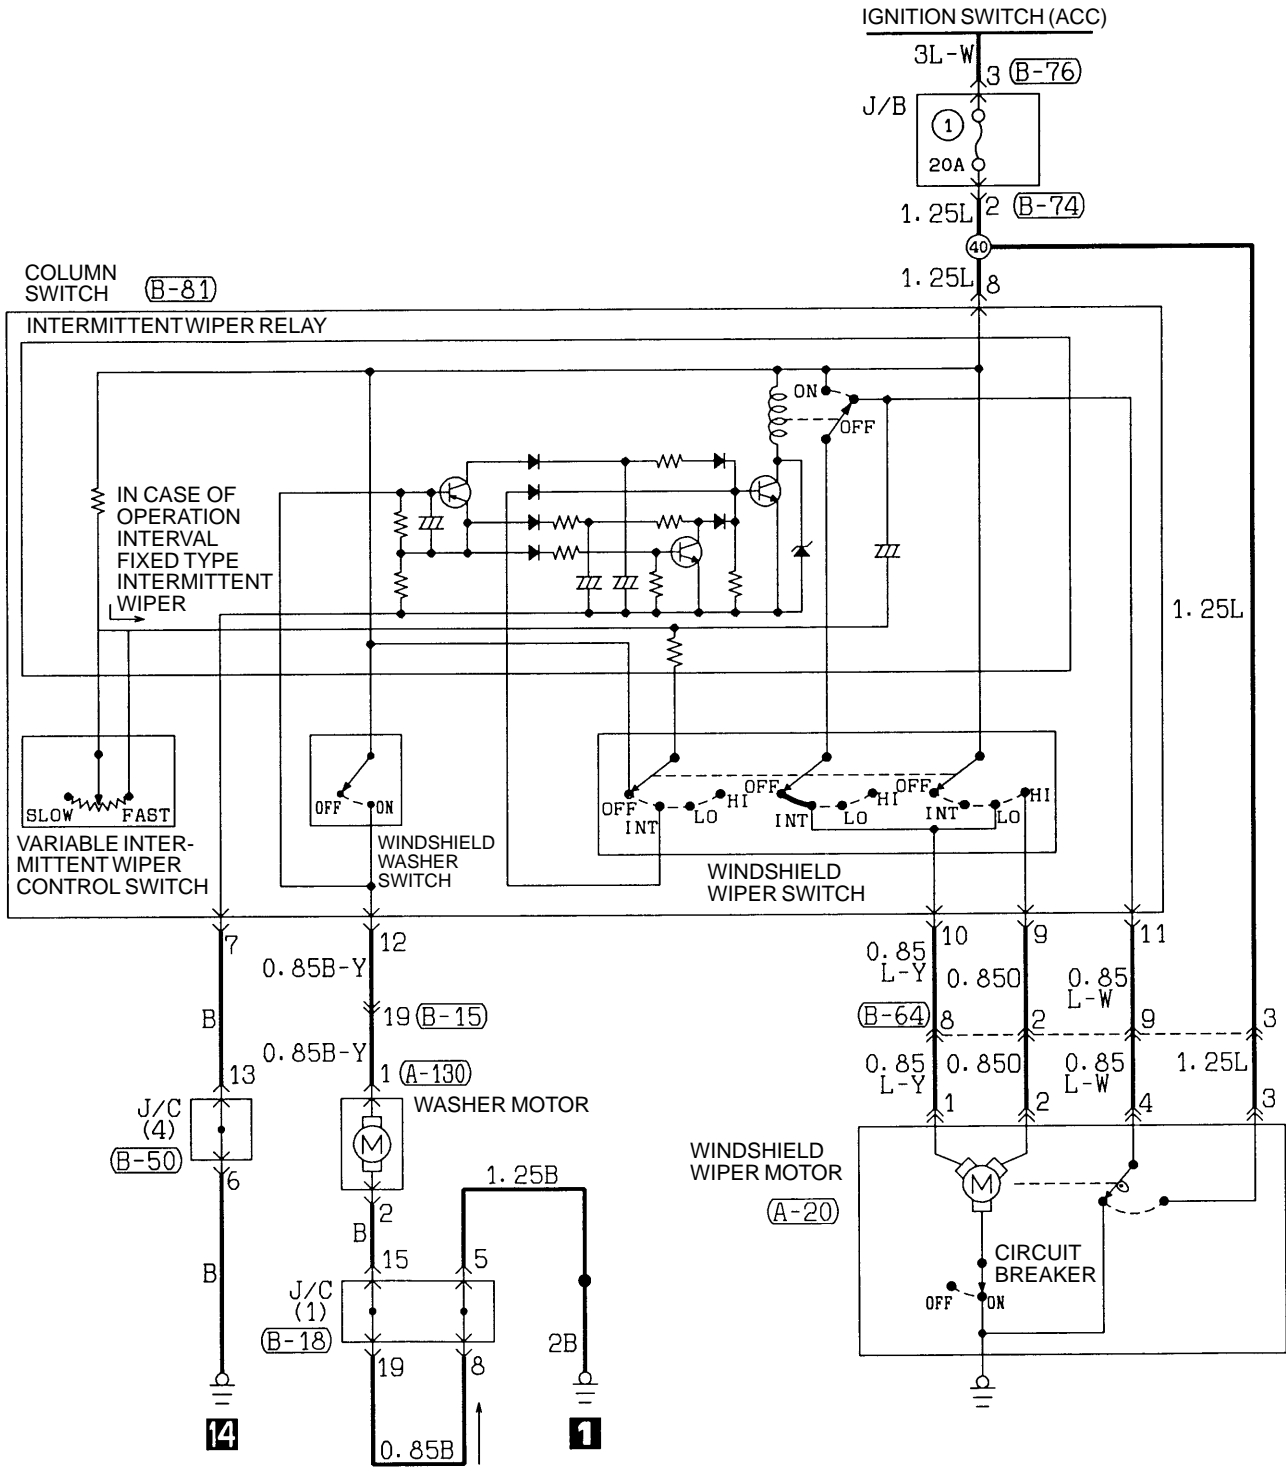 IGNITION SWITCH (ACC)
3L-W
3 (B-76)
J/B
1
20A
1.25L 2 (B-74)
40
1.25L 8
COLUMN
SWITCH (B-81)
INTERMITTENT WIPER RELAY
ON
OFF
IN CASE OF
OPERATION
INTERVAL
FIXED TYPE
INTERMITTENT
WIPER
1.25L
SLOW FAST
VARIABLE INTER-
MITTENT WIPER
CONTROL SWITCH
OFF ON
WINDSHIELD
WASHER
SWITCH
OFF INT LO HI
OFF INT LO HI
OFF INT LO HI
WINDSHIELD
WIPER SWITCH
7
12
10
9
11
0.85B-Y
0.85
L-Y
0.85O
0.85
L-W
B
19 (B-15)
(B-64) 8
2
9
3
0.85B-Y
0.85
L-Y
0.85O
0.85
L-W
1.25L
13
1 (A-130)
1
2
4
3
J/C
(4)
(B-50)
WASHER MOTOR
M
WINDSHIELD
WIPER MOTOR
(A-20)
M
6
2
1.25B
B
15
5
CIRCUIT
BREAKER
OFF ON
B
J/C
(1)
(B-18)
19
8
2B
14
0.85B
1